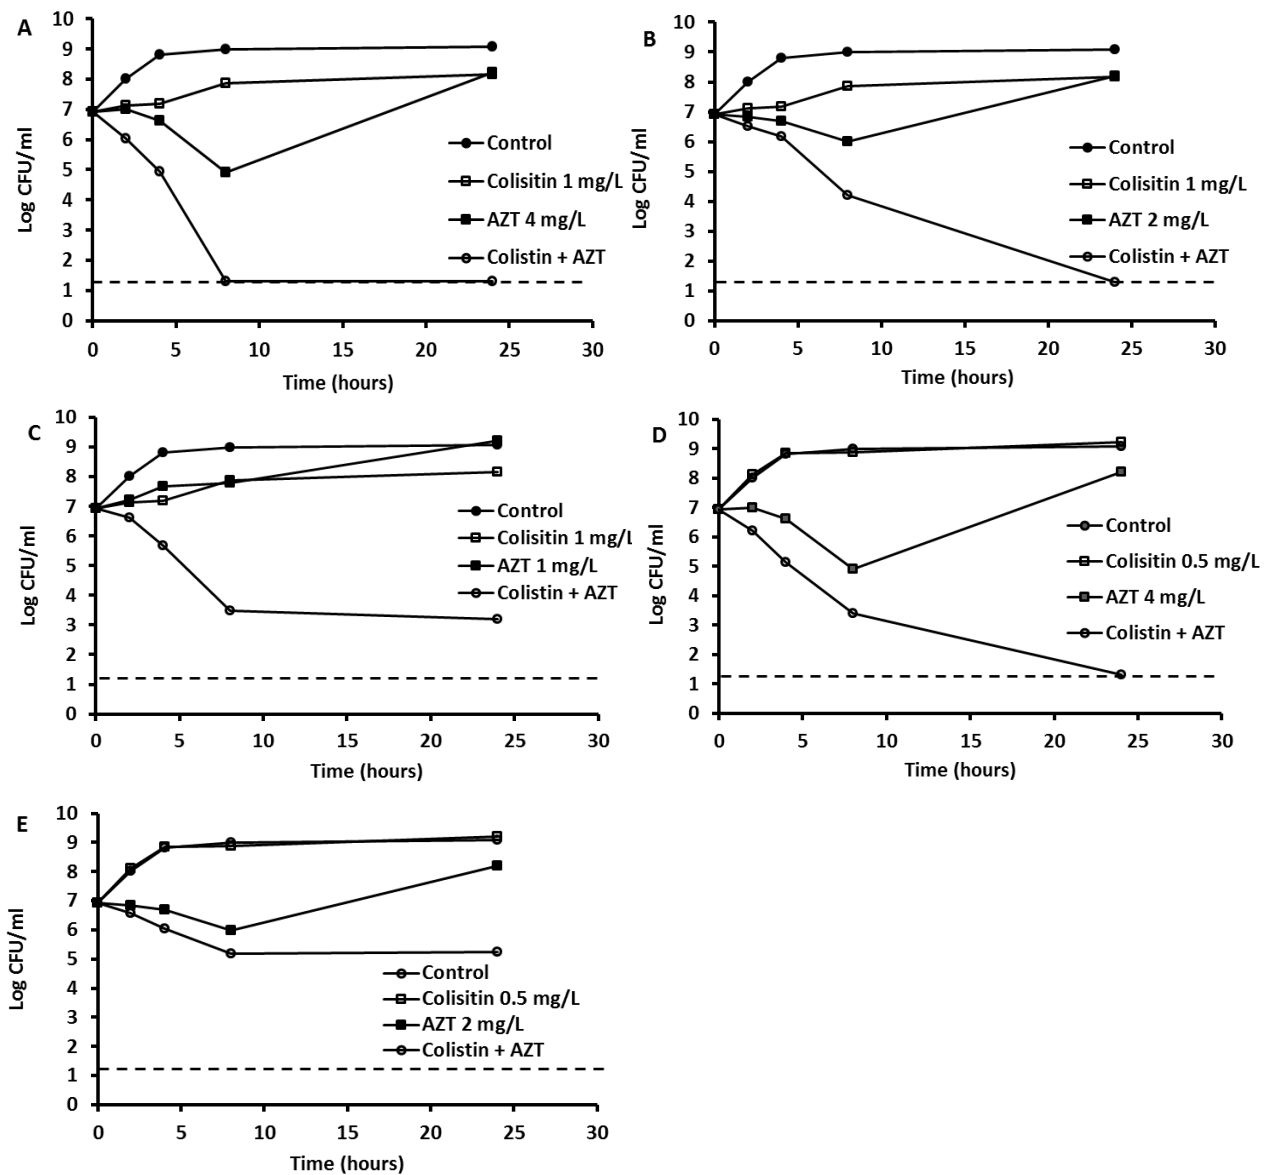 A
10
9
8
7
6
5
4
3
2
1
0
Log CFU/ml
Control
Colisitin 1 mg/L
AZT 4 mg/L
Colistin + AZT
0 5 10 15 20 25 30
Time (hours)
B
10
9
8
7
6
5
4
3
2
1
0
Log CFU/ml
Control
Colisitin 1 mg/L
AZT 2 mg/L
Colistin + AZT
0 5 10 15 20 25 30
Time (hours)
C
10
9
8
7
6
5
4
3
2
1
0
Log CFU/ml
Control
Colisitin 1 mg/L
AZT 1 mg/L
Colistin + AZT
0 5 10 15 20 25 30
Time (hours)
D
10
9
8
7
6
5
4
3
2
1
0
Log CFU/ml
Control
Colisitin 0.5 mg/L
AZT 4 mg/L
Colistin + AZT
0 5 10 15 20 25 30
Time (hours)
E
10
9
8
7
6
5
4
3
2
1
0
Log CFU/ml
Control
Colisitin 0.5 mg/L
AZT 2 mg/L
Colistin + AZT
0 5 10 15 20 25 30
Time (hours)